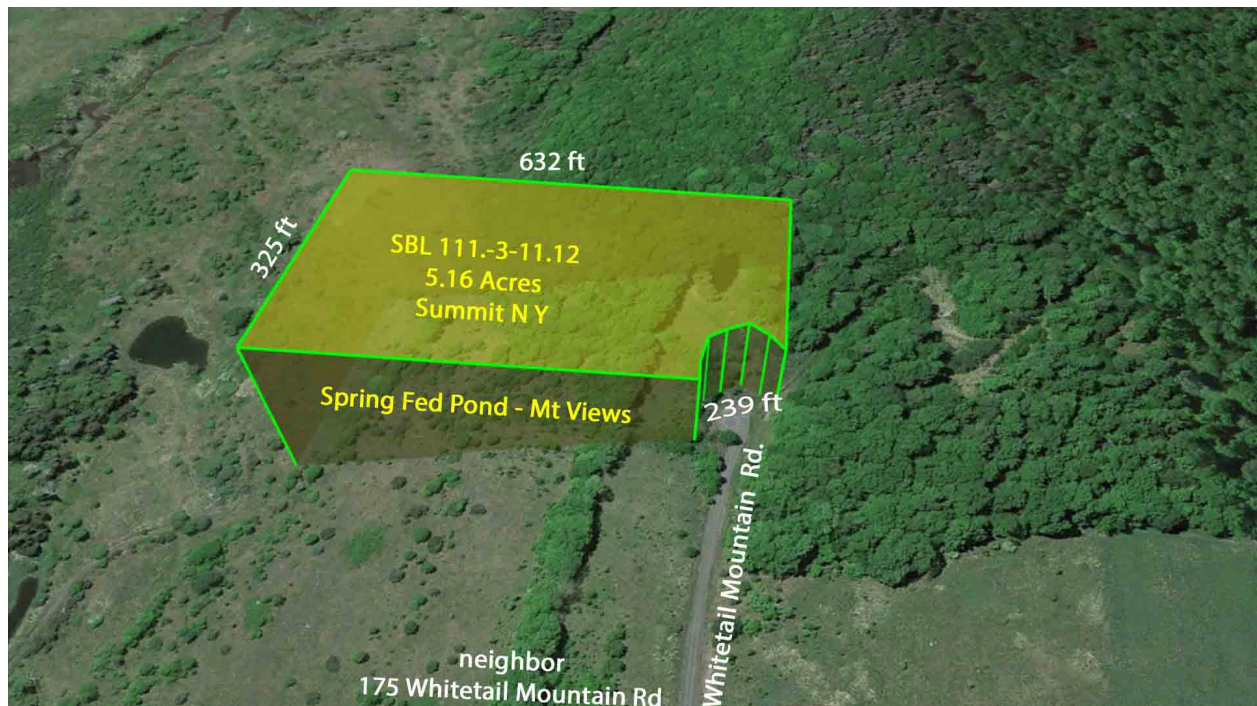 632 ft
325 ft
SBL 111.-3-11.12
5.16 Acres
Summit N Y
Spring Fed Pond - Mt Views
239 ft
Whitetail Mountain Rd.
neighbor
175 Whitetail Mountain Rd